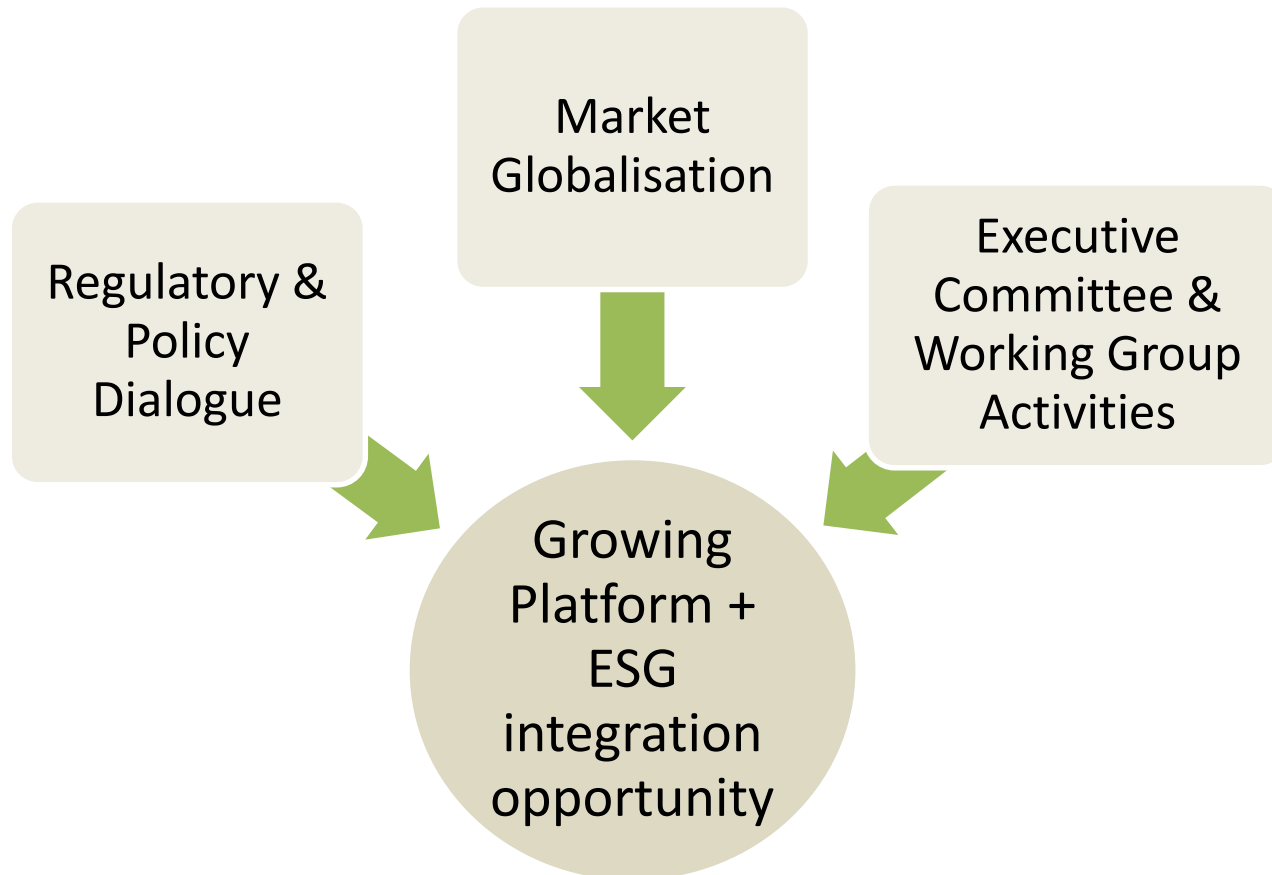 Market
Globalisation
Regulatory &
Policy
Dialogue
Executive
Committee &
Working Group
Activities
Growing
Platform +
ESG
integration
opportunity